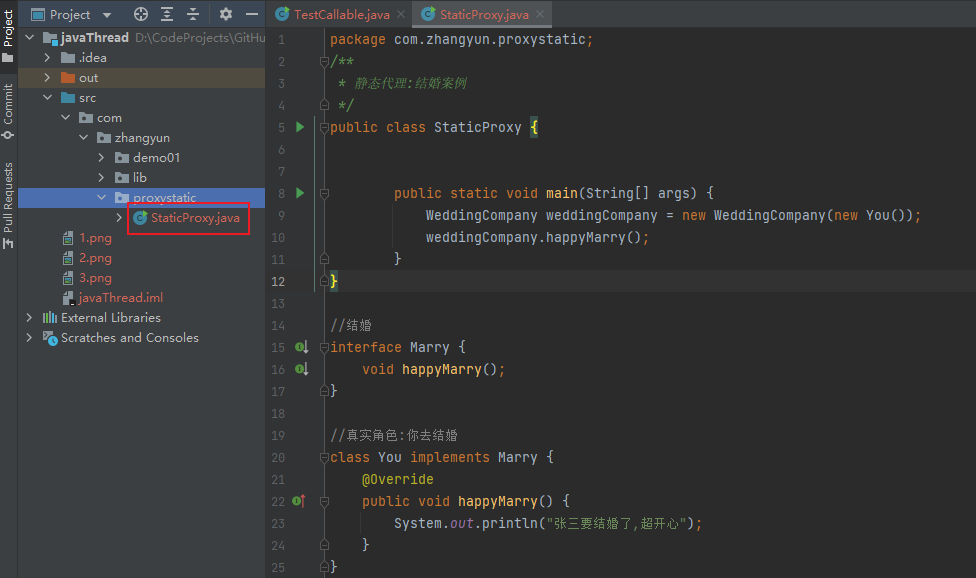 Project
Commit
Pull Requests
Project
TestCallable.java
StaticProxy.java
javaThread D:\CodeProjects\GitHu
.idea
out
src
com
zhangyun
demo01
lib
proxystatic
StaticProxy.java
1.png
2.png
3.png
javaThread.iml
External Libraries
Scratches and Consoles
1 package com.zhangyun.proxystatic;
2 /**
3 * 静态代理:结婚案例
4 */
5 public class StaticProxy {
6
7
8 public static void main(String[] args) {
9 WeddingCompany weddingCompany = new WeddingCompany(new You());
10 weddingCompany.happyMarry();
11 }
12 }
13
14 //结婚
15 interface Marry {
16 void happyMarry();
17 }
18
19 //真实角色:你去结婚
20 class You implements Marry {
21 @Override
22 public void happyMarry() {
23 System.out.println("张三要结婚了,超开心");
24 }
25 }